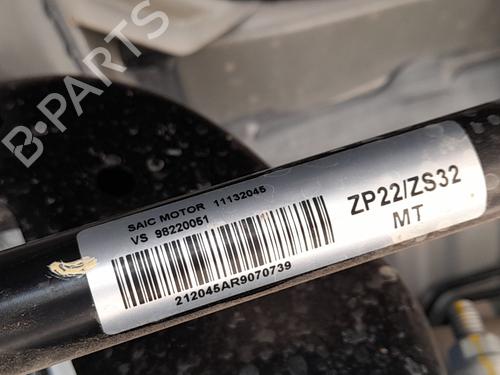 B-PARTS
SAIC MOTOR 11132045
VS 98220051
212045AR9070739
ZP22/ZS32
MT